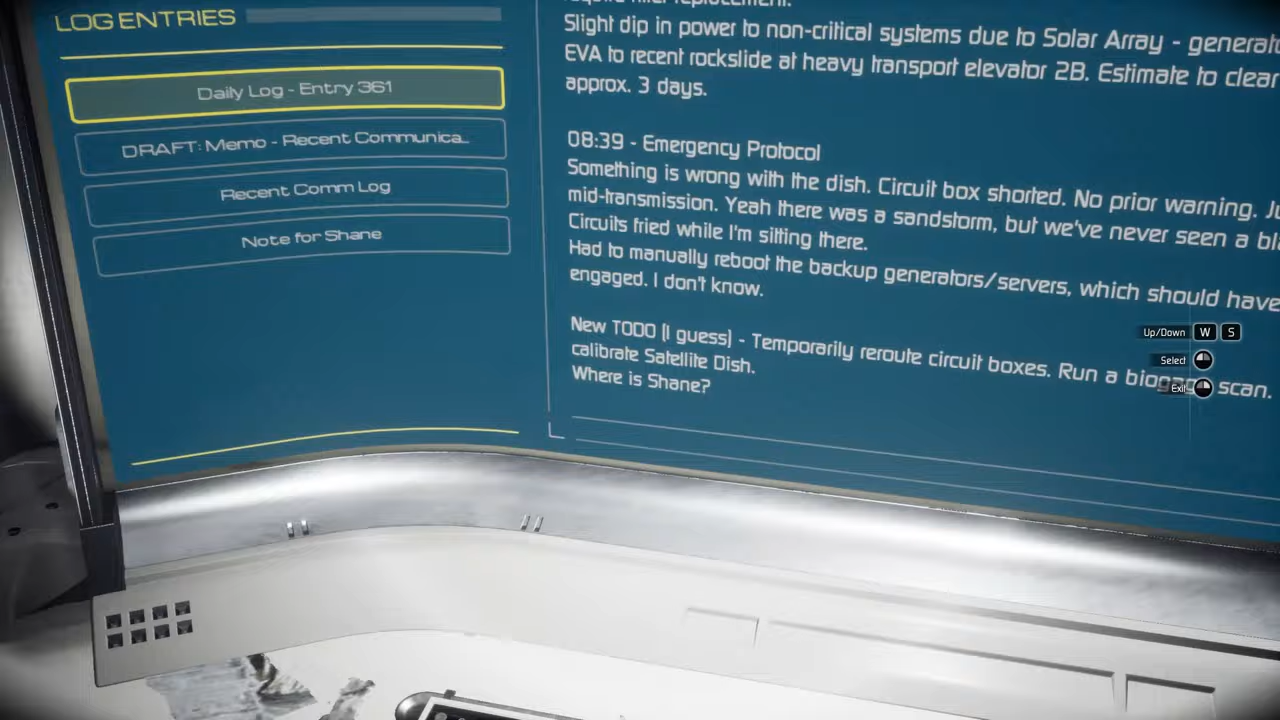 LOG ENTRIES
Daily Log - Entry 361
DRAFT: Memo - Recent Communica...
Recent Comm Log
Note for Shane
Slight dip in power to non-critical systems due to Solar Array -
EVA to recent rockslide at heavy transport elevator 2B. Estimate to clear
approx. 3 days.
08:39 - Emergency Protocol
Something is wrong with the dish. Circuit box shorted. No prior warning.
mid-transmission. Yeah there was a sandstorm, but we've never seen a
Circuits fried while I'm sitting there.
Had to manually reboot the backup generators/servers, which should have
engaged. I don't know.
New TODO (I guess) - Temporarily reroute circuit boxes. Run a scan.
calibrate Satellite Dish.
Where is Shane?
Up/Down W S
Select
Exit